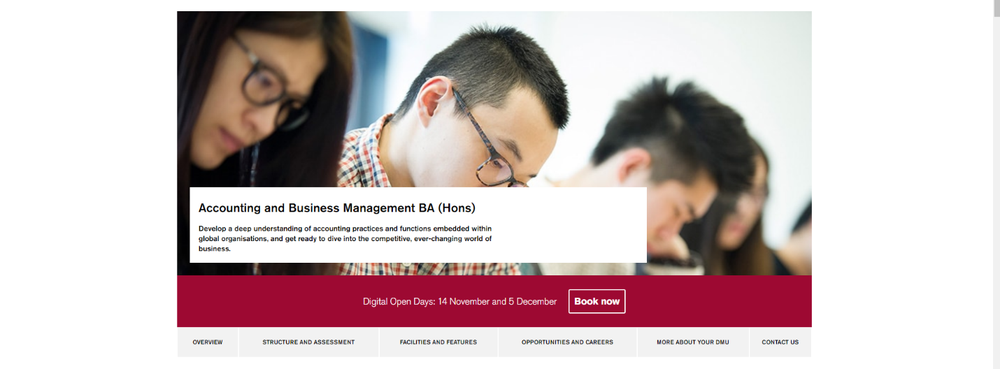 Accounting and Business Management BA (Hons)
Develop a deep understanding of accounting practices and functions embedded within
global organisations, and get ready to dive into the competitive, ever-changing world of
business.
Digital Open Days: 14 November and 5 December Book now
OVERVIEW STRUCTURE AND ASSESSMENT FACILITIES AND FEATURES OPPORTUNITIES AND CAREERS MORE ABOUT YOUR DMU CONTACT US